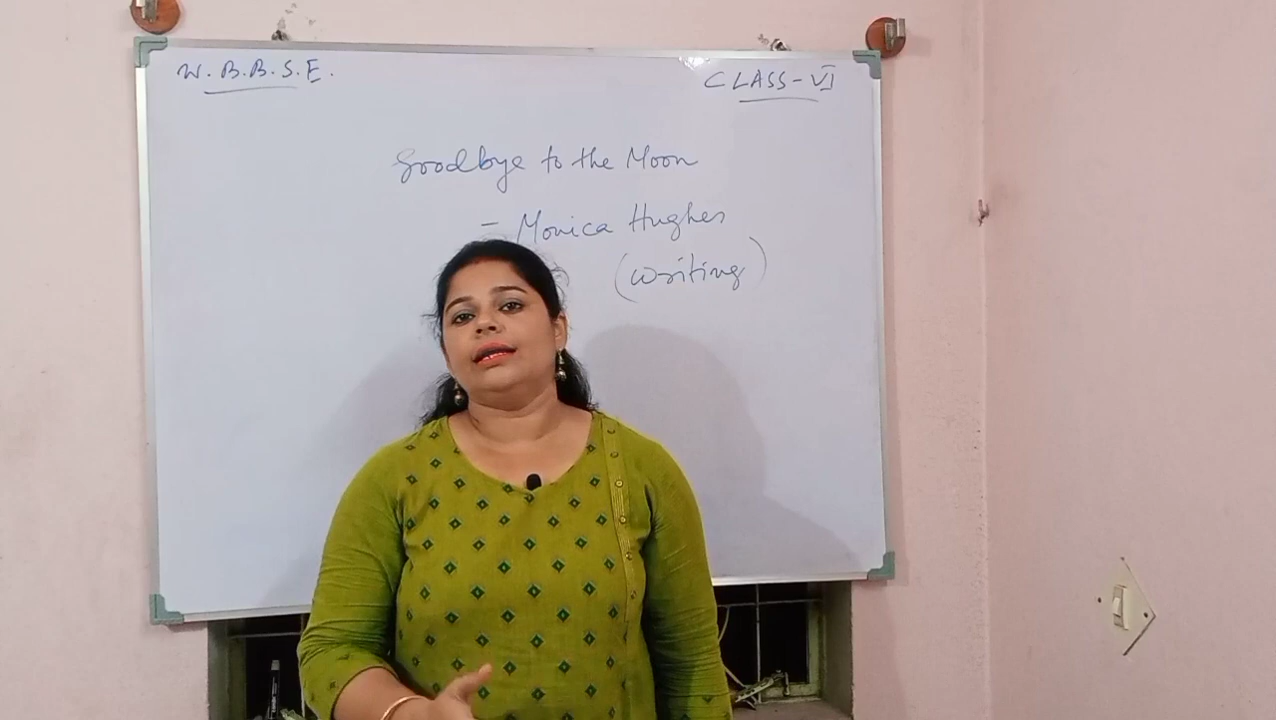 W. B. B. S. E.
CLASS - VI
Goodbye to the Moon
- Monica Hughes
(Writing)